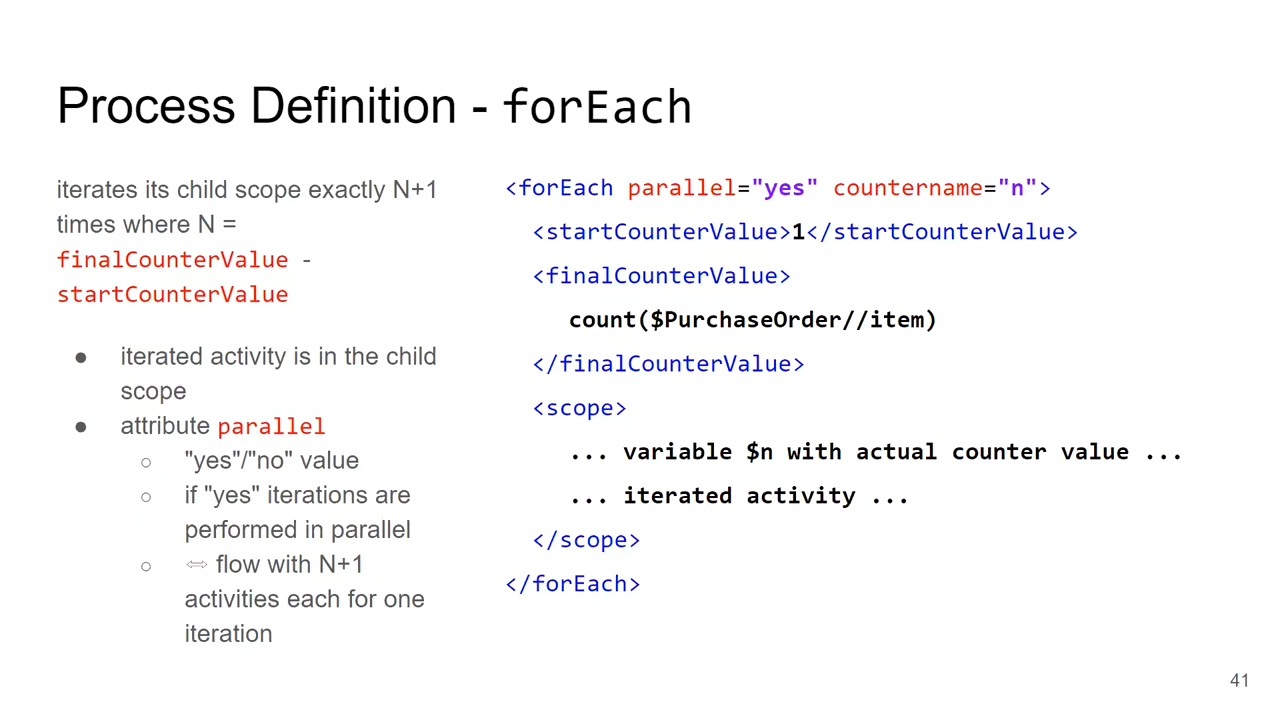 Process Definition - forEach
iterates its child scope exactly N+1
times where N =
finalCounterValue -
startCounterValue
● iterated activity is in the child
scope
● attribute parallel
○ "yes"/"no" value
○ if "yes" iterations are
performed in parallel
○ ⇔ flow with N+1
activities each for one
iteration
<forEach parallel="yes" countername="n">
<startCounterValue>1</startCounterValue>
<finalCounterValue>
count($PurchaseOrder//item)
</finalCounterValue>
<scope>
... variable $n with actual counter value ...
... iterated activity ...
</scope>
</forEach>
41